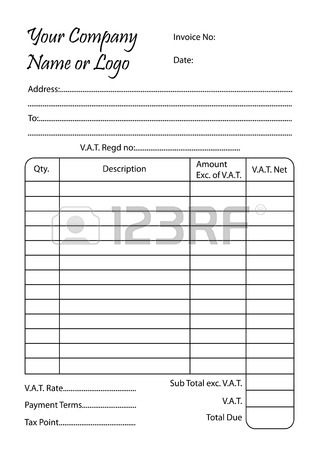 Your Company
Name or Logo
Invoice No:
Date:
Address:
To:
V.A.T. Regd no:
Qty. Description Amount Exc. of V.A.T. V.A.T. Net
123RF
Sub Total exc. V.A.T.
V.A.T. Rate
V.A.T.
Payment Terms
Total Due
Tax Point